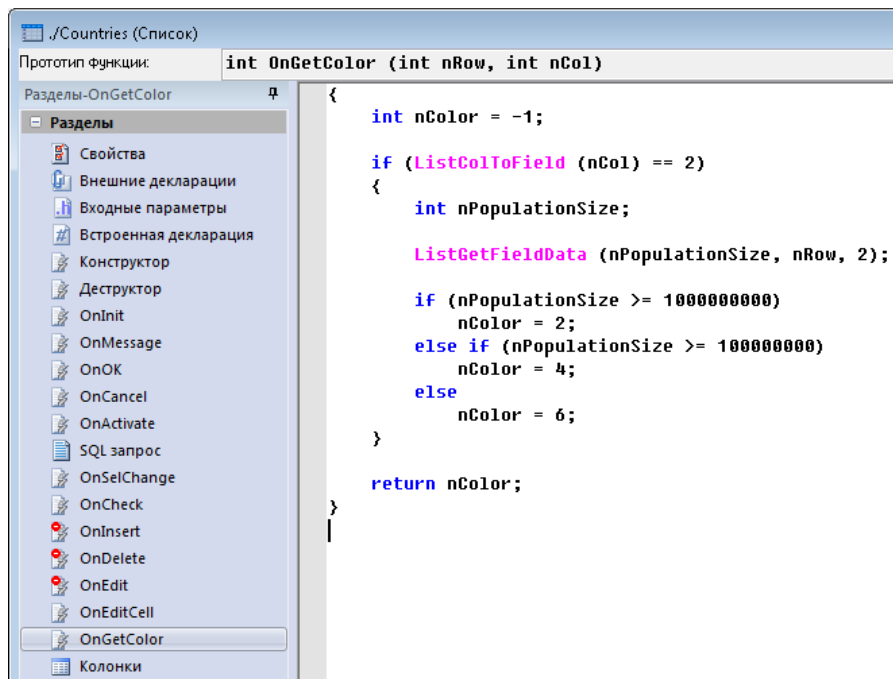 ./Countries (Список)
Прототип функции: int OnGetColor (int nRow, int nCol)
Разделы-OnGetColor
Разделы
Свойства
Внешние декларации
Входные параметры
Встроенная декларация
Конструктор
Деструктор
OnInit
OnMessage
OnOK
OnCancel
OnActivate
SQL запрос
OnSelChange
OnCheck
OnInsert
OnDelete
OnEdit
OnEditCell
OnGetColor
Колонки
{
int nColor = -1;
if (ListColToField (nCol) == 2)
{
int nPopulationSize;
ListGetFieldData (nPopulationSize, nRow, 2);
if (nPopulationSize >= 1000000000)
nColor = 2;
else if (nPopulationSize >= 100000000)
nColor = 4;
else
nColor = 6;
}
return nColor;
}